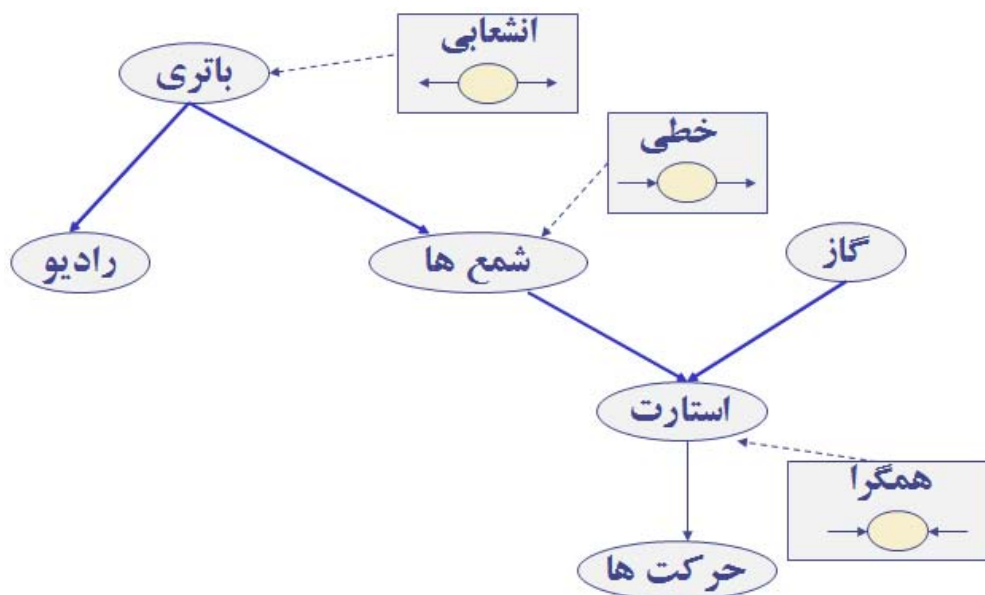 انشعابی
باتری
خطی
گاز
شمع ها
رادیو
استارت
همگرا
حرکت ها